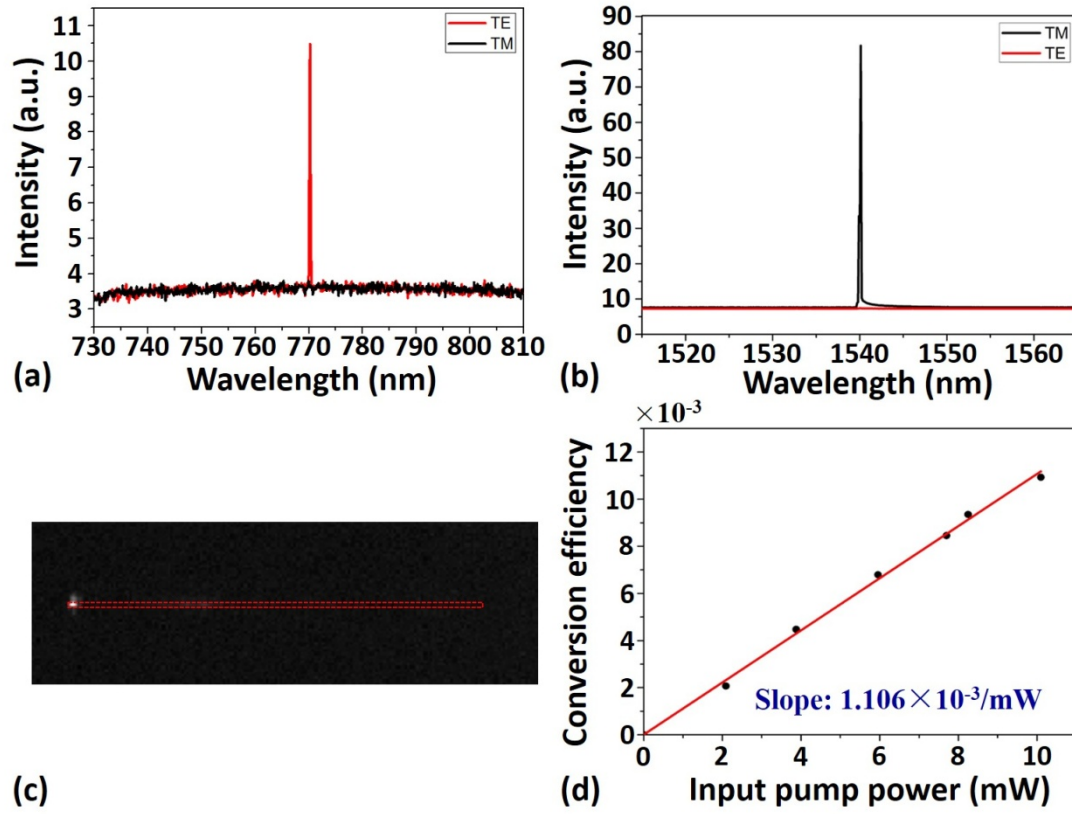 11
10
9
8
7
6
5
4
3
Intensity (a.u.)
TE
TM
730 740 750 760 770 780 790 800 810
Wavelength (nm)
(a)
90
80
70
60
50
40
30
20
10
0
Intensity (a.u.)
TM
TE
1520 1530 1540 1550 1560
Wavelength (nm)
(b)
(c)
×10⁻³
12
10
8
6
4
2
0
Conversion efficiency
Slope: 1.106×10⁻³/mW
0 2 4 6 8 10
Input pump power (mW)
(d)